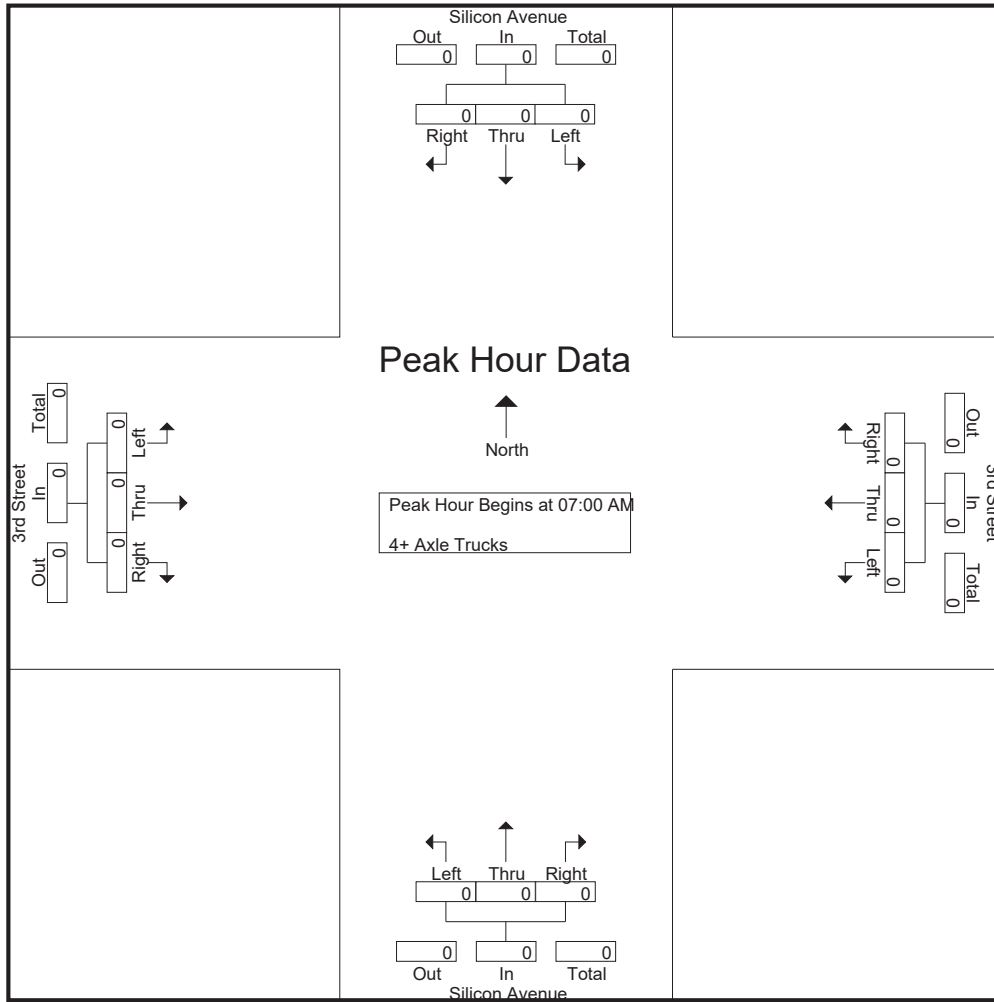 Silicon Avenue
Out In Total
0 0 0
0 0 0
Right Thru Left
Peak Hour Data
North
Peak Hour Begins at 07:00 AM
4+ Axle Trucks
3rd Street
Out In Total
0 0 0
0 0 0
Right Thru Left
3rd Street
Out In Total
0 0 0
0 0 0
Right Thru Left
Left Thru Right
0 0 0
0 0 0
Out In Total
Silicon Avenue